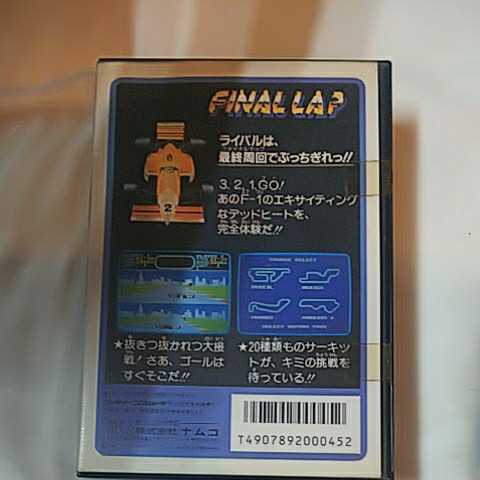 FINAL LAP
ライバルは、
最終周回でぶっちぎれっ!!
3, 2, 1, GO!
あのF-1のエキサイティング
なデッドヒートを、
完全体験だ!!
2
COURSE SELECT
★抜きつ抜かれつ大接
戦!さあ、ゴールは
すぐそこだ!!
★20種類ものサーキッ
トが、キミの挑戦を
待っている!!
株式会社ナムコ
T4907892000452